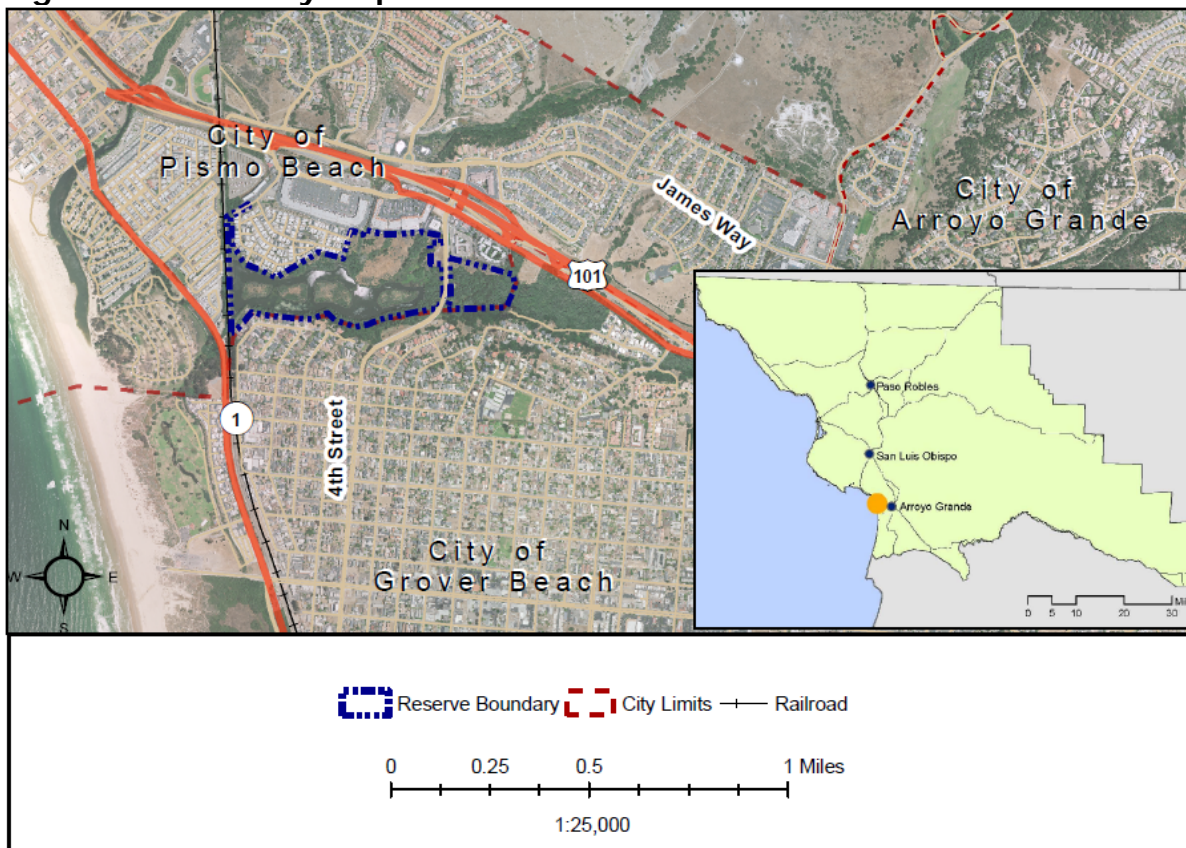 City of
Pismo Beach
James Way
City of
Arroyo Grande
101
1
4th Street
City of
Grover Beach
N
W
E
S
Paso Robles
San Luis Obispo
Arroyo Grande
0 5 10 20 30
Reserve Boundary City Limits Railroad
0 0.25 0.5 1 Miles
1:25,000